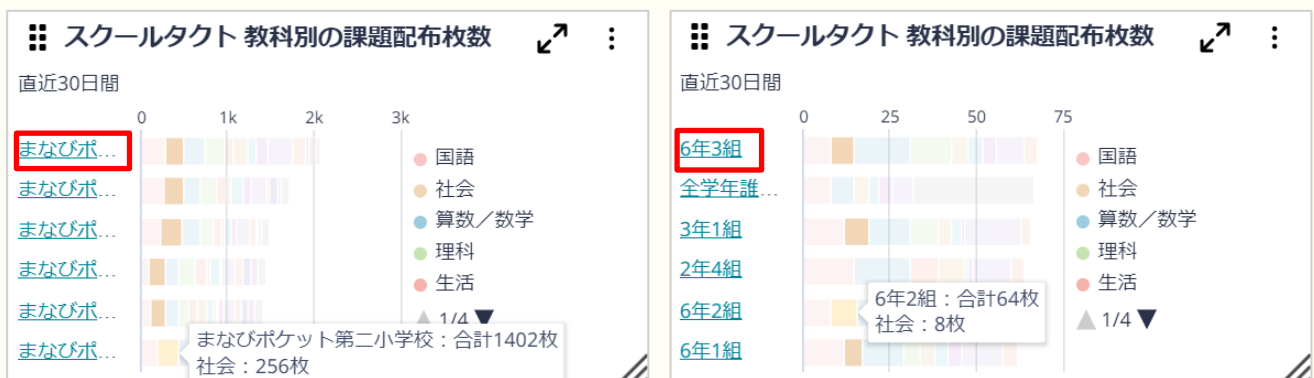 スクールタクト 教科別の課題配布枚数
直近30日間
0 1k 2k 3k
まなびポ...
まなびポ...
まなびポ...
まなびポ...
まなびポ...
まなびポ...
国語
社会
算数／数学
理科
生活
1/4
まなびポケット第二小学校：合計1402枚
社会：256枚
スクールタクト 教科別の課題配布枚数
直近30日間
0 25 50 75
6年3組
全学年誰...
3年1組
2年4組
6年2組
6年1組
国語
社会
算数／数学
理科
生活
1/4
6年2組：合計64枚
社会：8枚